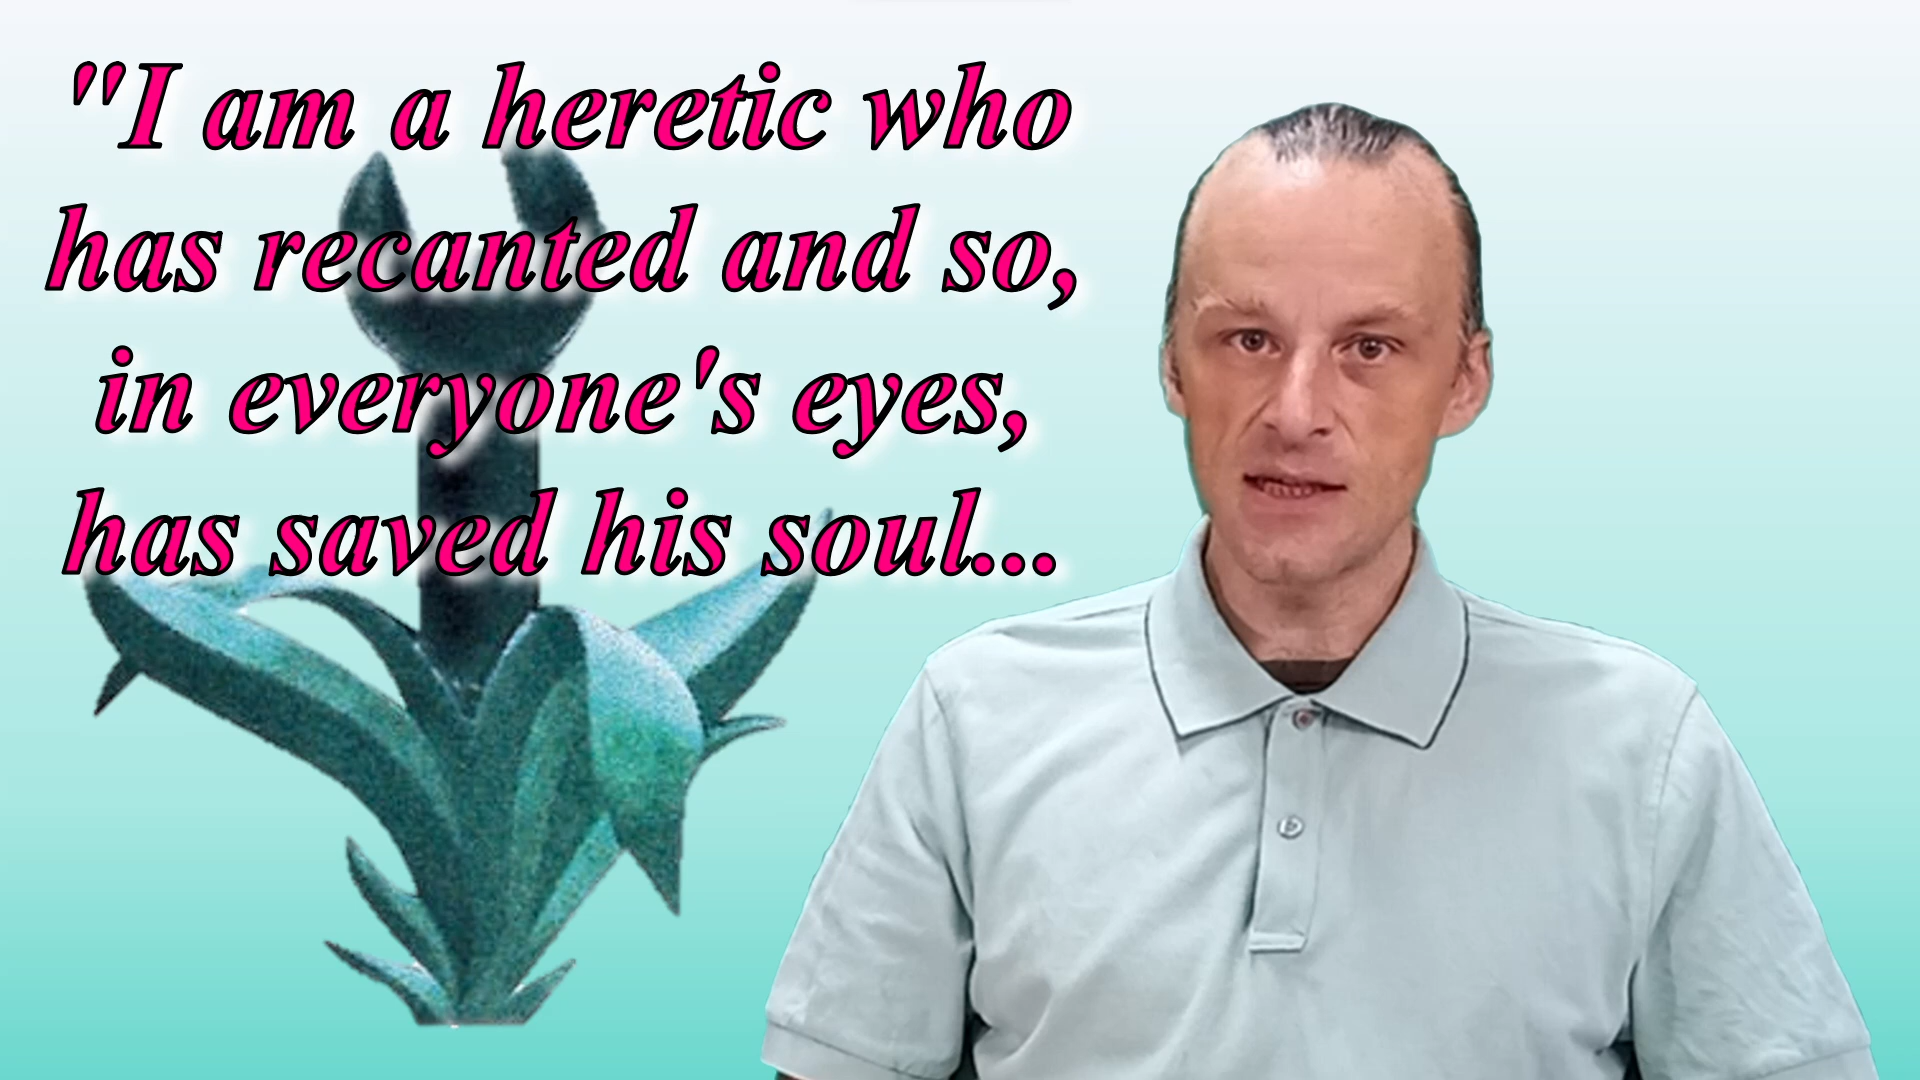 "I am a heretic who
has recanted and so,
in everyone's eyes,
has saved his soul...